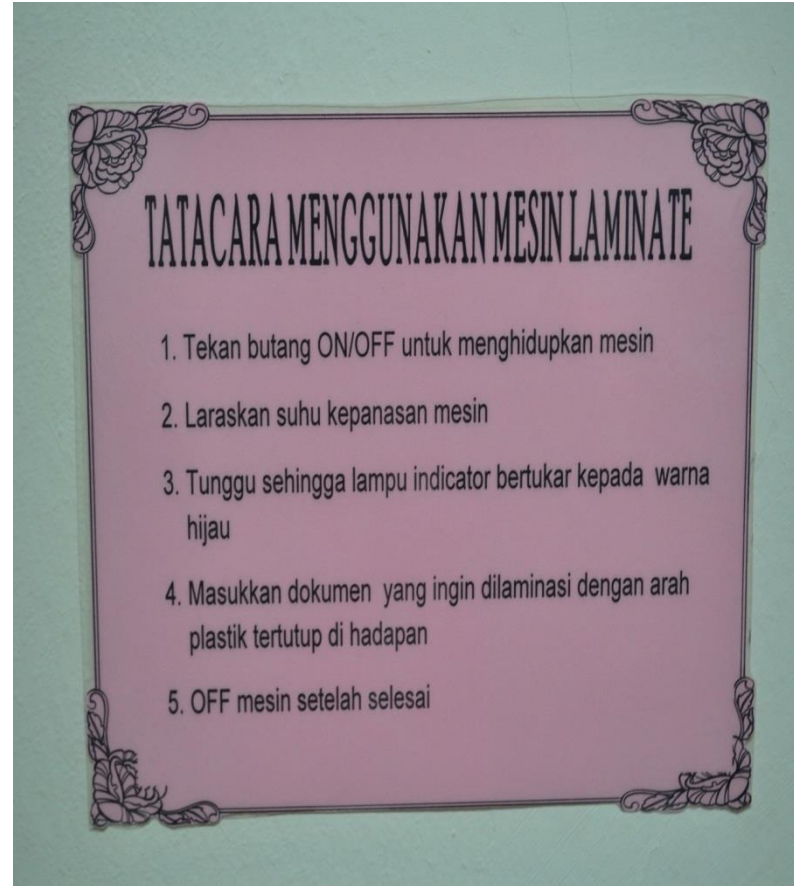 TATACARA MENGGUNAKAN MESIN LAMINATE
1. Tekan butang ON/OFF untuk menghidupkan mesin
2. Laraskan suhu kepanasan mesin
3. Tunggu sehingga lampu indicator bertukar kepada warna
hijau
4. Masukkan dokumen yang ingin dilaminasi dengan arah
plastik tertutup di hadapan
5. OFF mesin setelah selesai